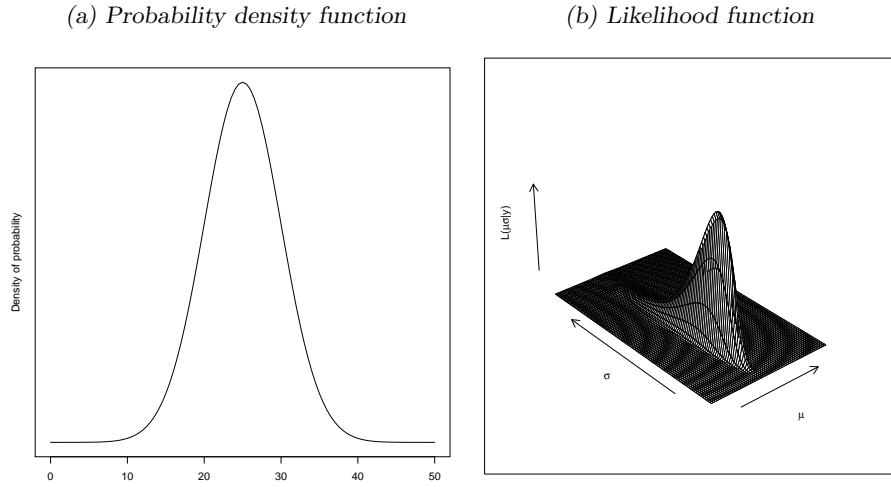 (a) Probability density function
(b) Likelihood function
Density of probability
0 10 20 30 40 50
L(μσ|y)
σ
μ